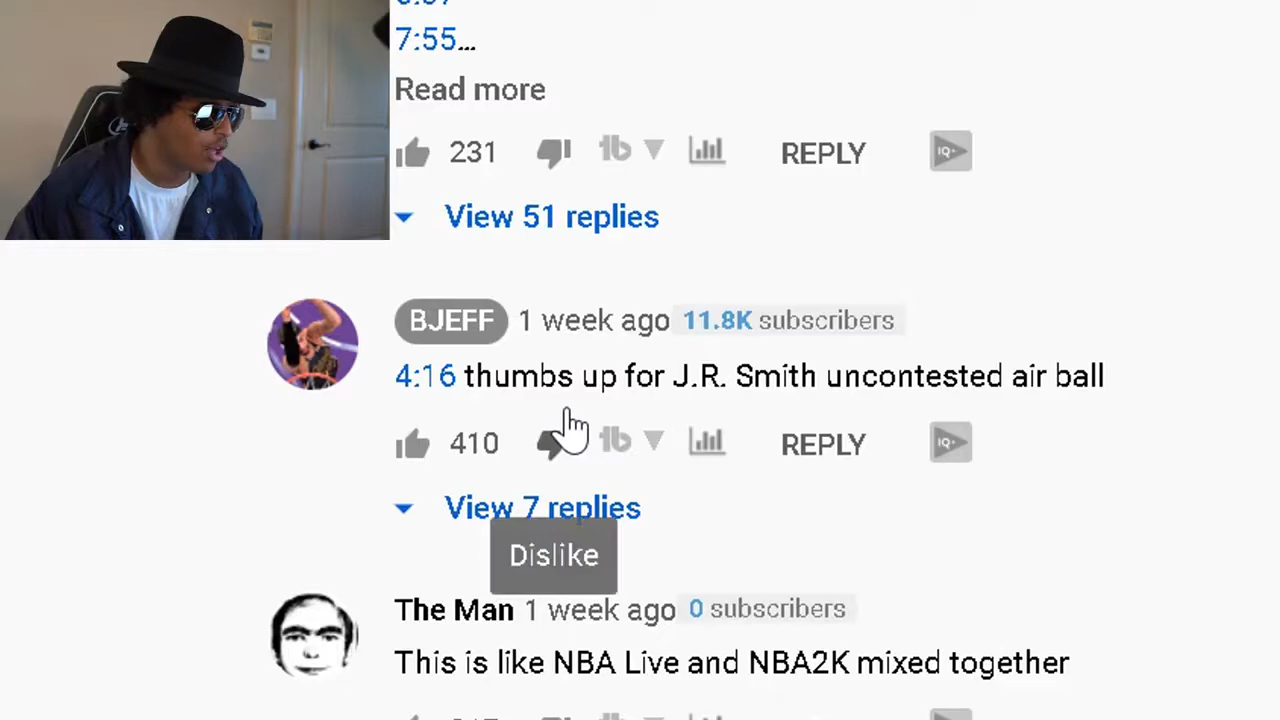 7:55...
Read more
231
REPLY
IQ+
View 51 replies
BJEFF 1 week ago 11.8K subscribers
4:16 thumbs up for J.R. Smith uncontested air ball
410
REPLY
IQ+
View 7 replies
Dislike
The Man 1 week ago 0 subscribers
This is like NBA Live and NBA2K mixed together